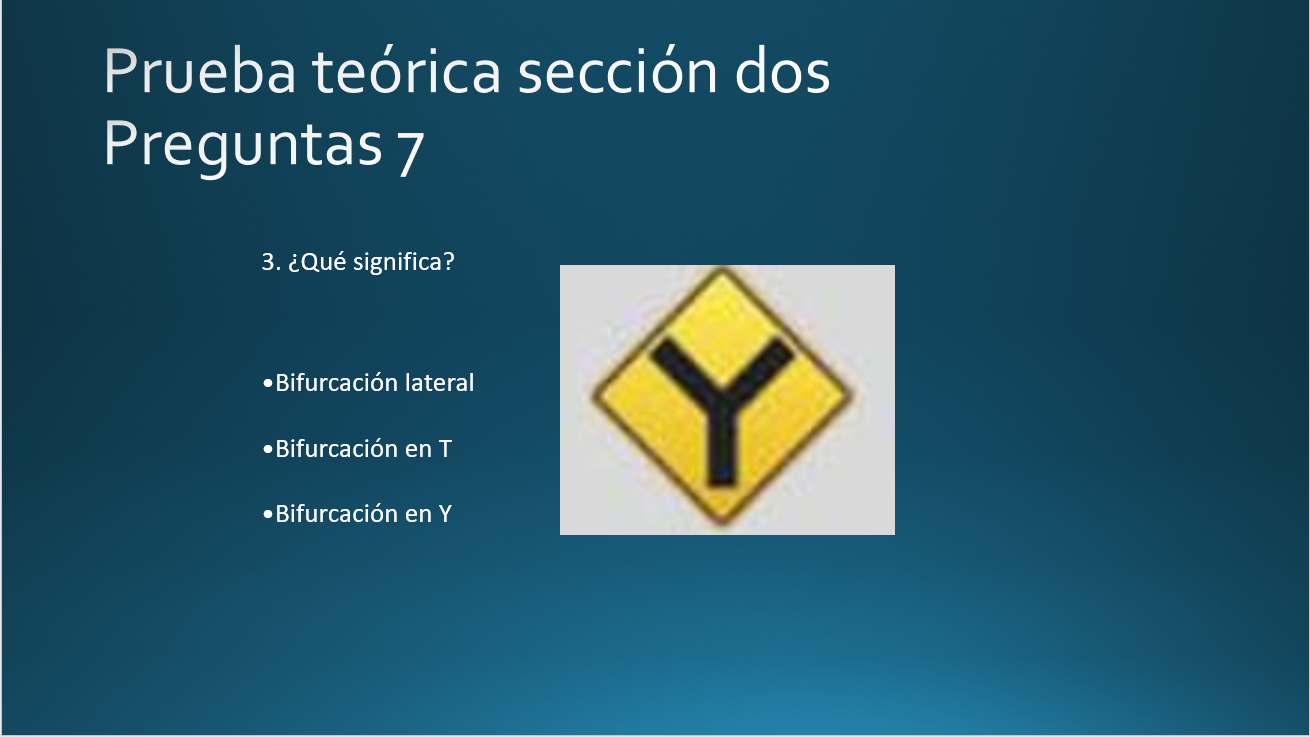 Prueba teórica sección dos
Preguntas 7
3. ¿Qué significa?
•Bifurcación lateral
•Bifurcación en T
•Bifurcación en Y